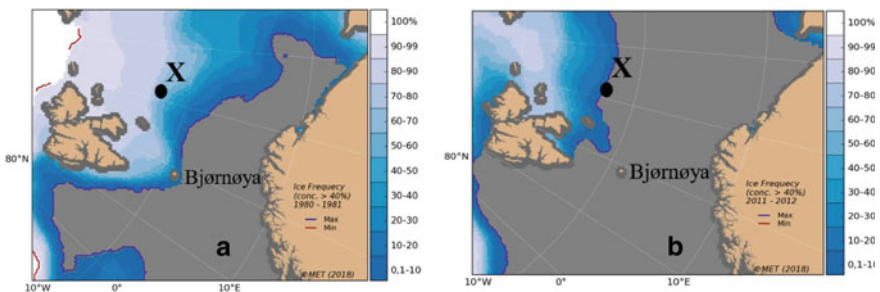 X
Bjørnøya
80°N
Ice Frequecy
(conc. > 40%)
1980 - 1981
Max
Min
a
©MET (2018)
10°W
0°
10°E
100%
90-99
80-90
70-80
60-70
50-60
40-50
30-40
20-30
10-20
0,1-10
X
Bjørnøya
80°N
Ice Frequecy
(conc. > 40%)
2011 - 2012
Max
Min
b
©MET (2018)
10°W
0°
10°E
100%
90-99
80-90
70-80
60-70
50-60
40-50
30-40
20-30
10-20
0,1-10